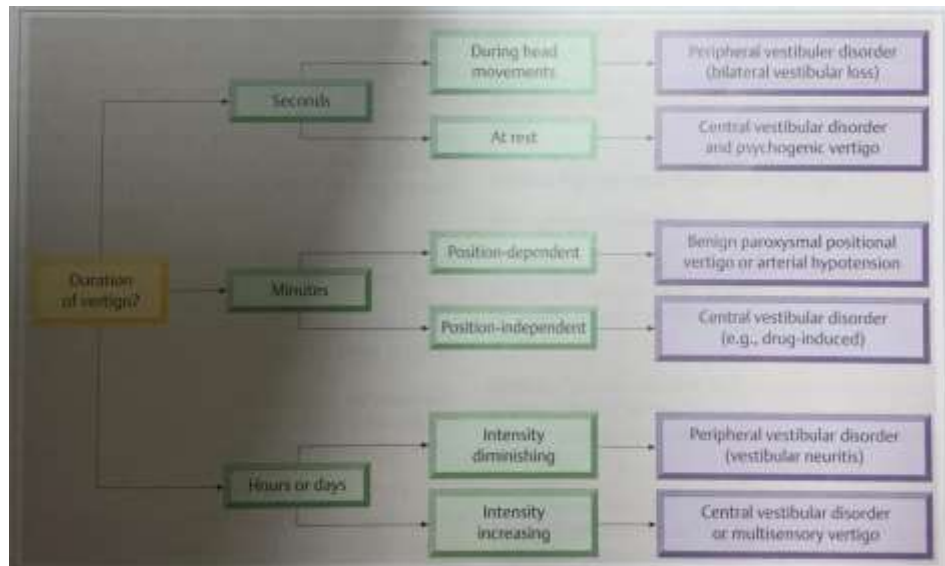 Duration
of vertigo?
Seconds
During head
movements
Peripheral vestibuler disorder
(bilateral vestibular loss)
At rest
Central vestibular disorder
and psychogenic vertigo
Minutes
Position-dependent
Benign paroxysmal positional
vertigo or arterial hypotension
Position-independent
Central vestibular disorder
(e.g., drug-induced)
Hours or days
Intensity
diminishing
Peripheral vestibular disorder
(vestibular neuritis)
Intensity
increasing
Central vestibular disorder
or multisensory vertigo